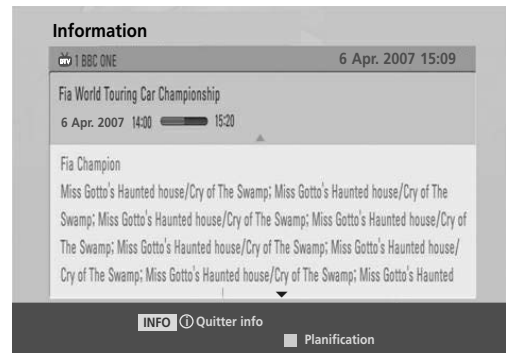 Information
DTV 1 BBC ONE 6 Apr. 2007 15:09
Fia World Touring Car Championship
6 Apr. 2007 14:00 15:20
Fia Champion
Miss Gotto's Haunted house/Cry of The Swamp; Miss Gotto's Haunted house/Cry of The
Swamp; Miss Gotto's Haunted house/Cry of The Swamp; Miss Gotto's Haunted house/Cry of
The Swamp; Miss Gotto's Haunted house/Cry of The Swamp; Miss Gotto's Haunted house/
Cry of The Swamp; Miss Gotto's Haunted house/Cry of The Swamp; Miss Gotto's Haunted
INFO ⓘ Quitter info
Planification